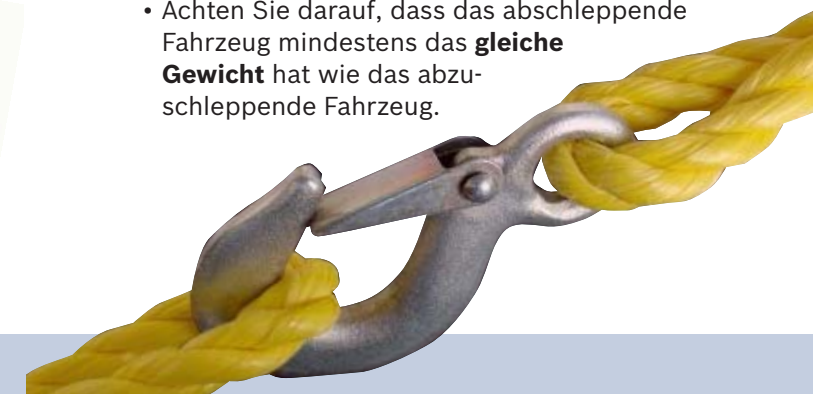 • Achten Sie darauf, dass das abschleppende
Fahrzeug mindestens das gleiche
Gewicht hat wie das abzu-
schleppende Fahrzeug.